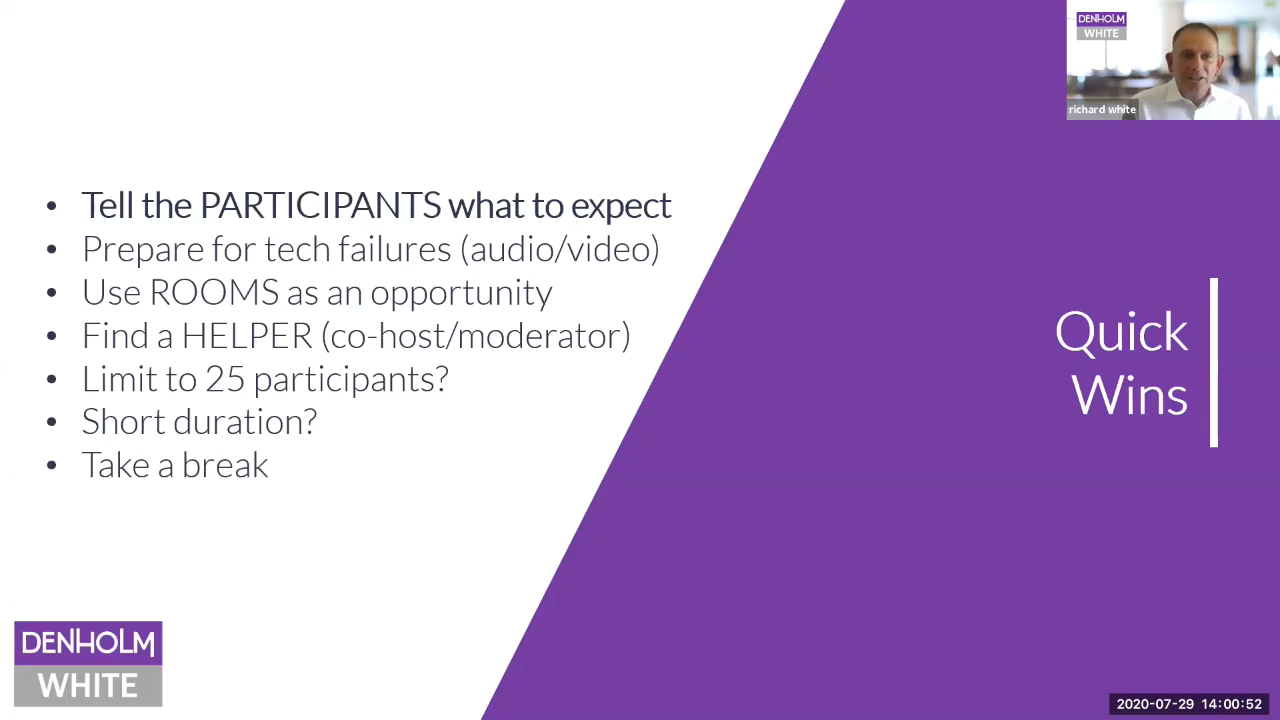 DENHOLM
WHITE
richard white
• Tell the PARTICIPANTS what to expect
• Prepare for tech failures (audio/video)
• Use ROOMS as an opportunity
• Find a HELPER (co-host/moderator)
• Limit to 25 participants?
• Short duration?
• Take a break
Quick
Wins
DENHOLM
WHITE
2020-07-29 14:00:52